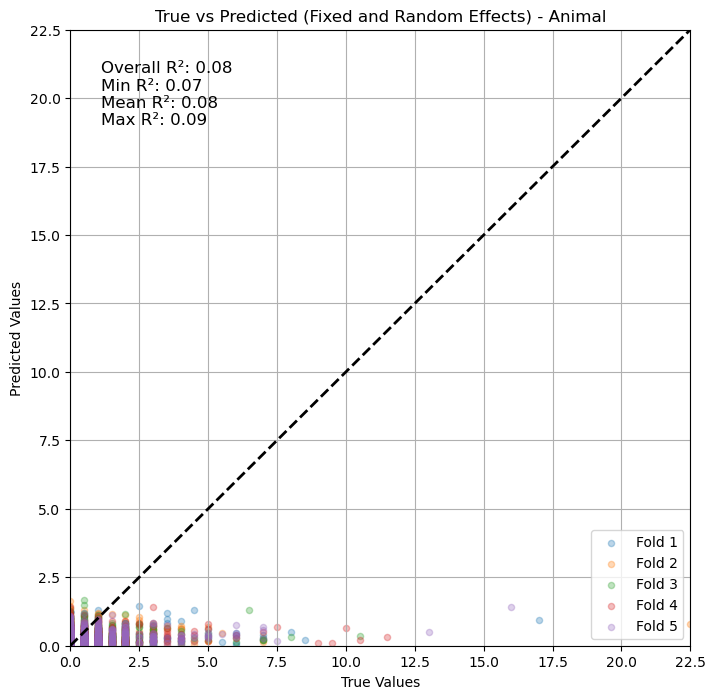 True vs Predicted (Fixed and Random Effects) - Animal
22.5
20.0
17.5
15.0
12.5
10.0
7.5
5.0
2.5
0.0
Predicted Values
Overall R²: 0.08
Min R²: 0.07
Mean R²: 0.08
Max R²: 0.09
Fold 1
Fold 2
Fold 3
Fold 4
Fold 5
0.0 2.5 5.0 7.5 10.0 12.5 15.0 17.5 20.0 22.5
True Values